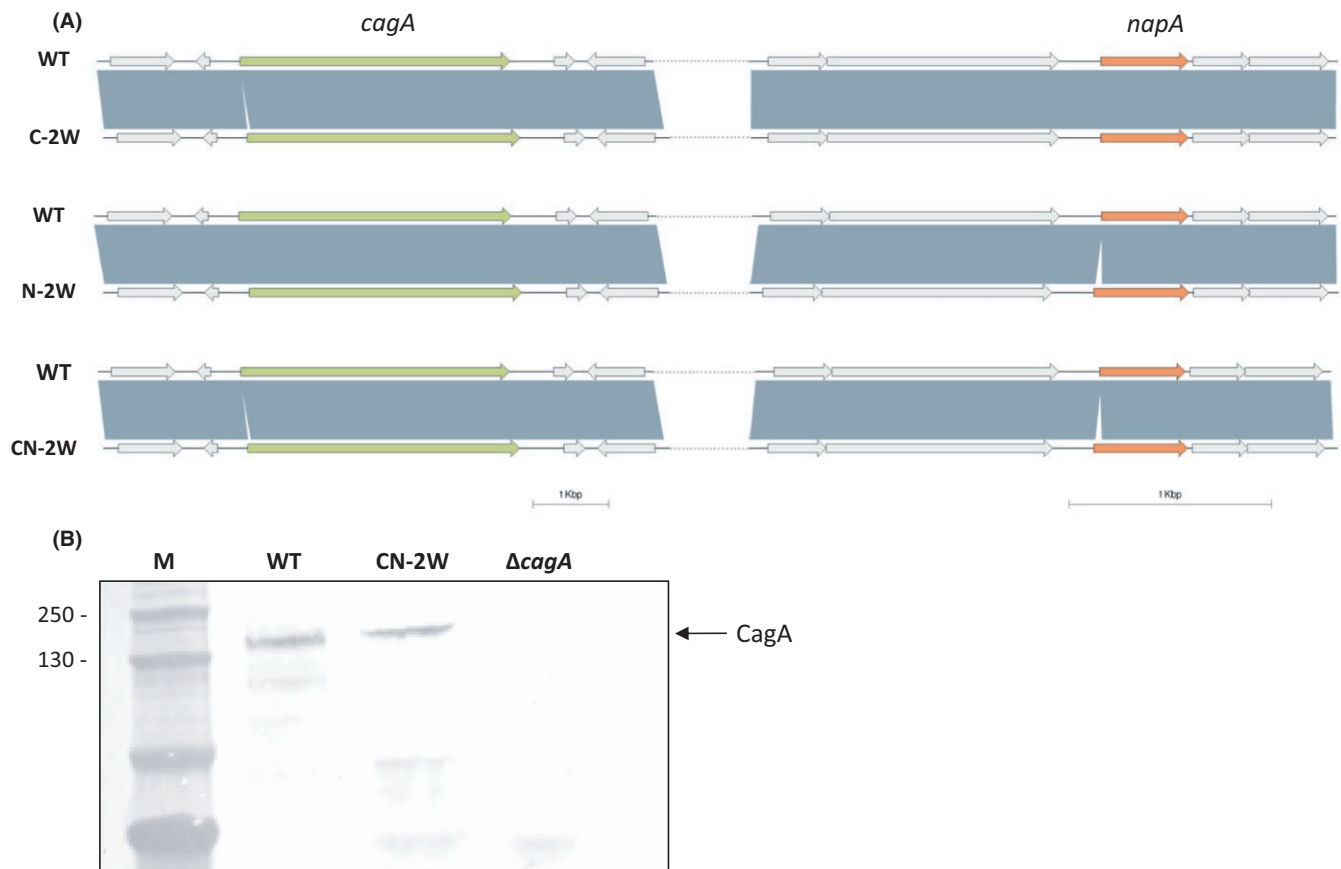 (A) cagA napA
WT
C-2W
WT
N-2W
WT
CN-2W
1 Kbp 1 Kbp
(B) M WT CN-2W ΔcagA
250 -
CagA
130 -